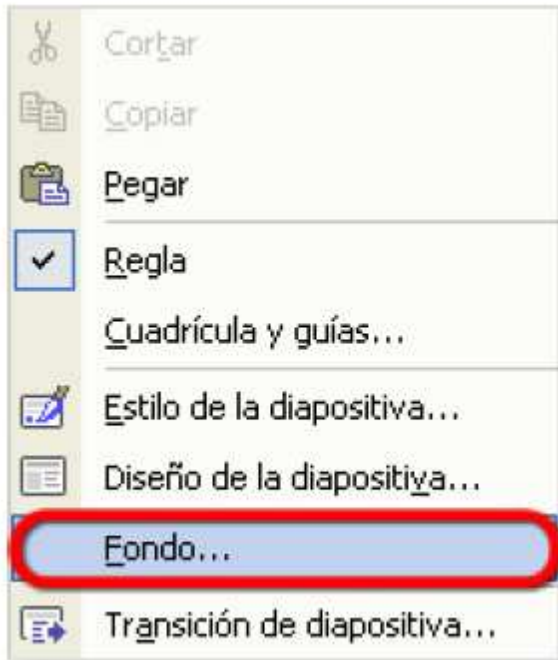 Cortar
Copiar
Pegar
Regla
Cuadrícula y guías...
Estilo de la diapositiva...
Diseño de la diapositiva...
Fondo...
Transición de diapositiva...